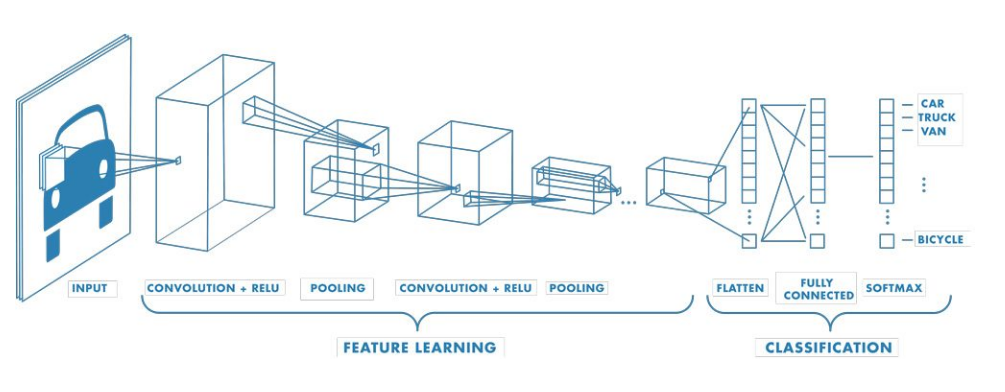 CAR
TRUCK
VAN
BICYCLE
INPUT
CONVOLUTION + RELU
POOLING
CONVOLUTION + RELU
POOLING
FLATTEN
FULLY
CONNECTED
SOFTMAX
FEATURE LEARNING
CLASSIFICATION